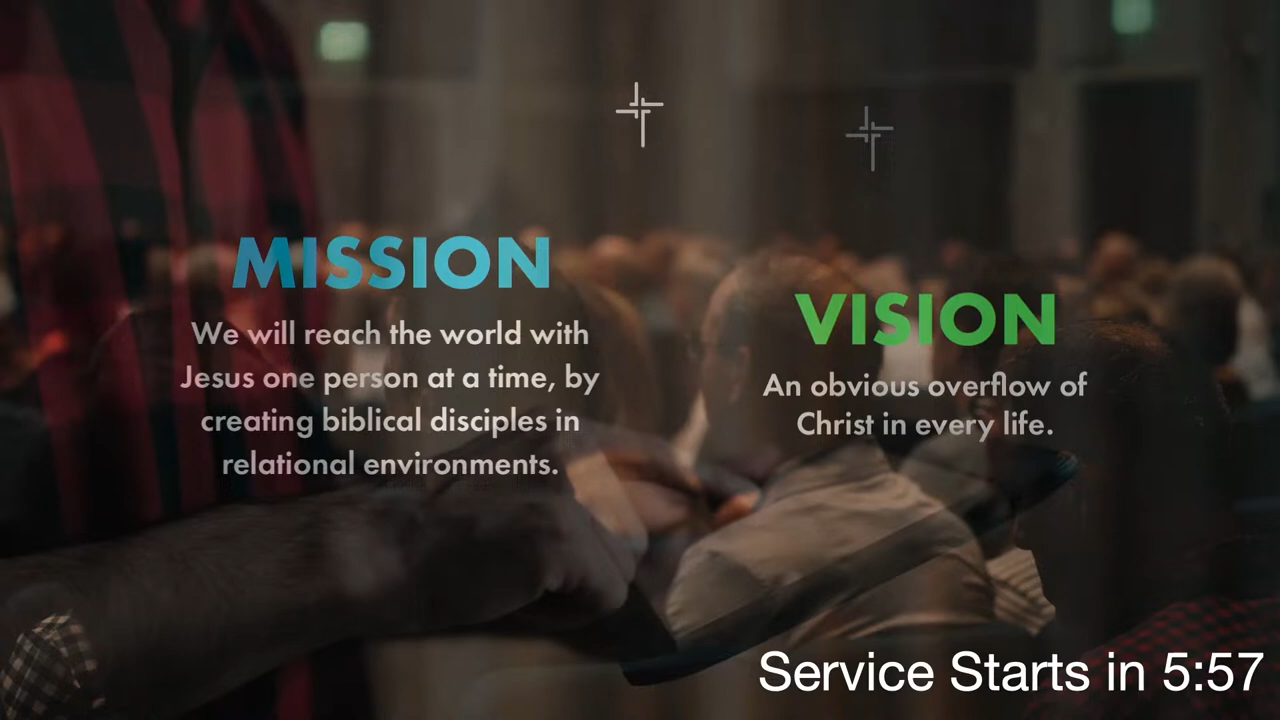 MISSION
We will reach the world with
Jesus one person at a time, by
creating biblical disciples in
relational environments.
VISION
An obvious overflow of
Christ in every life.
Service Starts in 5:57